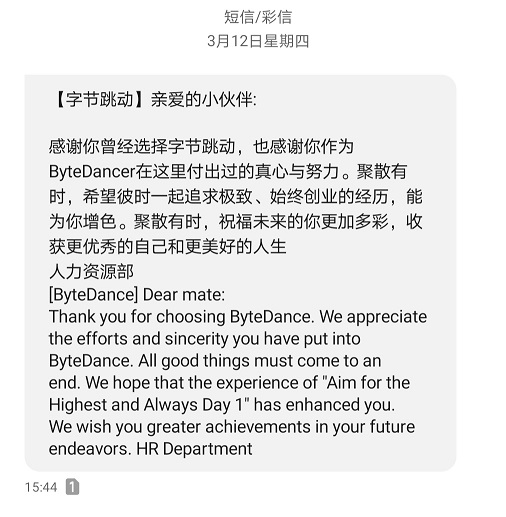 短信/彩信
3月12日星期四
【字节跳动】亲爱的小伙伴:
感谢你曾经选择字节跳动，也感谢你作为
ByteDancer在这里付出过的真心与努力。聚散有
时，希望彼时一起追求极致、始终创业的经历，能
为你增色。聚散有时，祝福未来的你更加多彩，收
获更优秀的自己和更美好的人生
人力资源部
[ByteDance] Dear mate:
Thank you for choosing ByteDance. We appreciate
the efforts and sincerity you have put into
ByteDance. All good things must come to an
end. We hope that the experience of "Aim for the
Highest and Always Day 1" has enhanced you.
We wish you greater achievements in your future
endeavors. HR Department
15:44 1